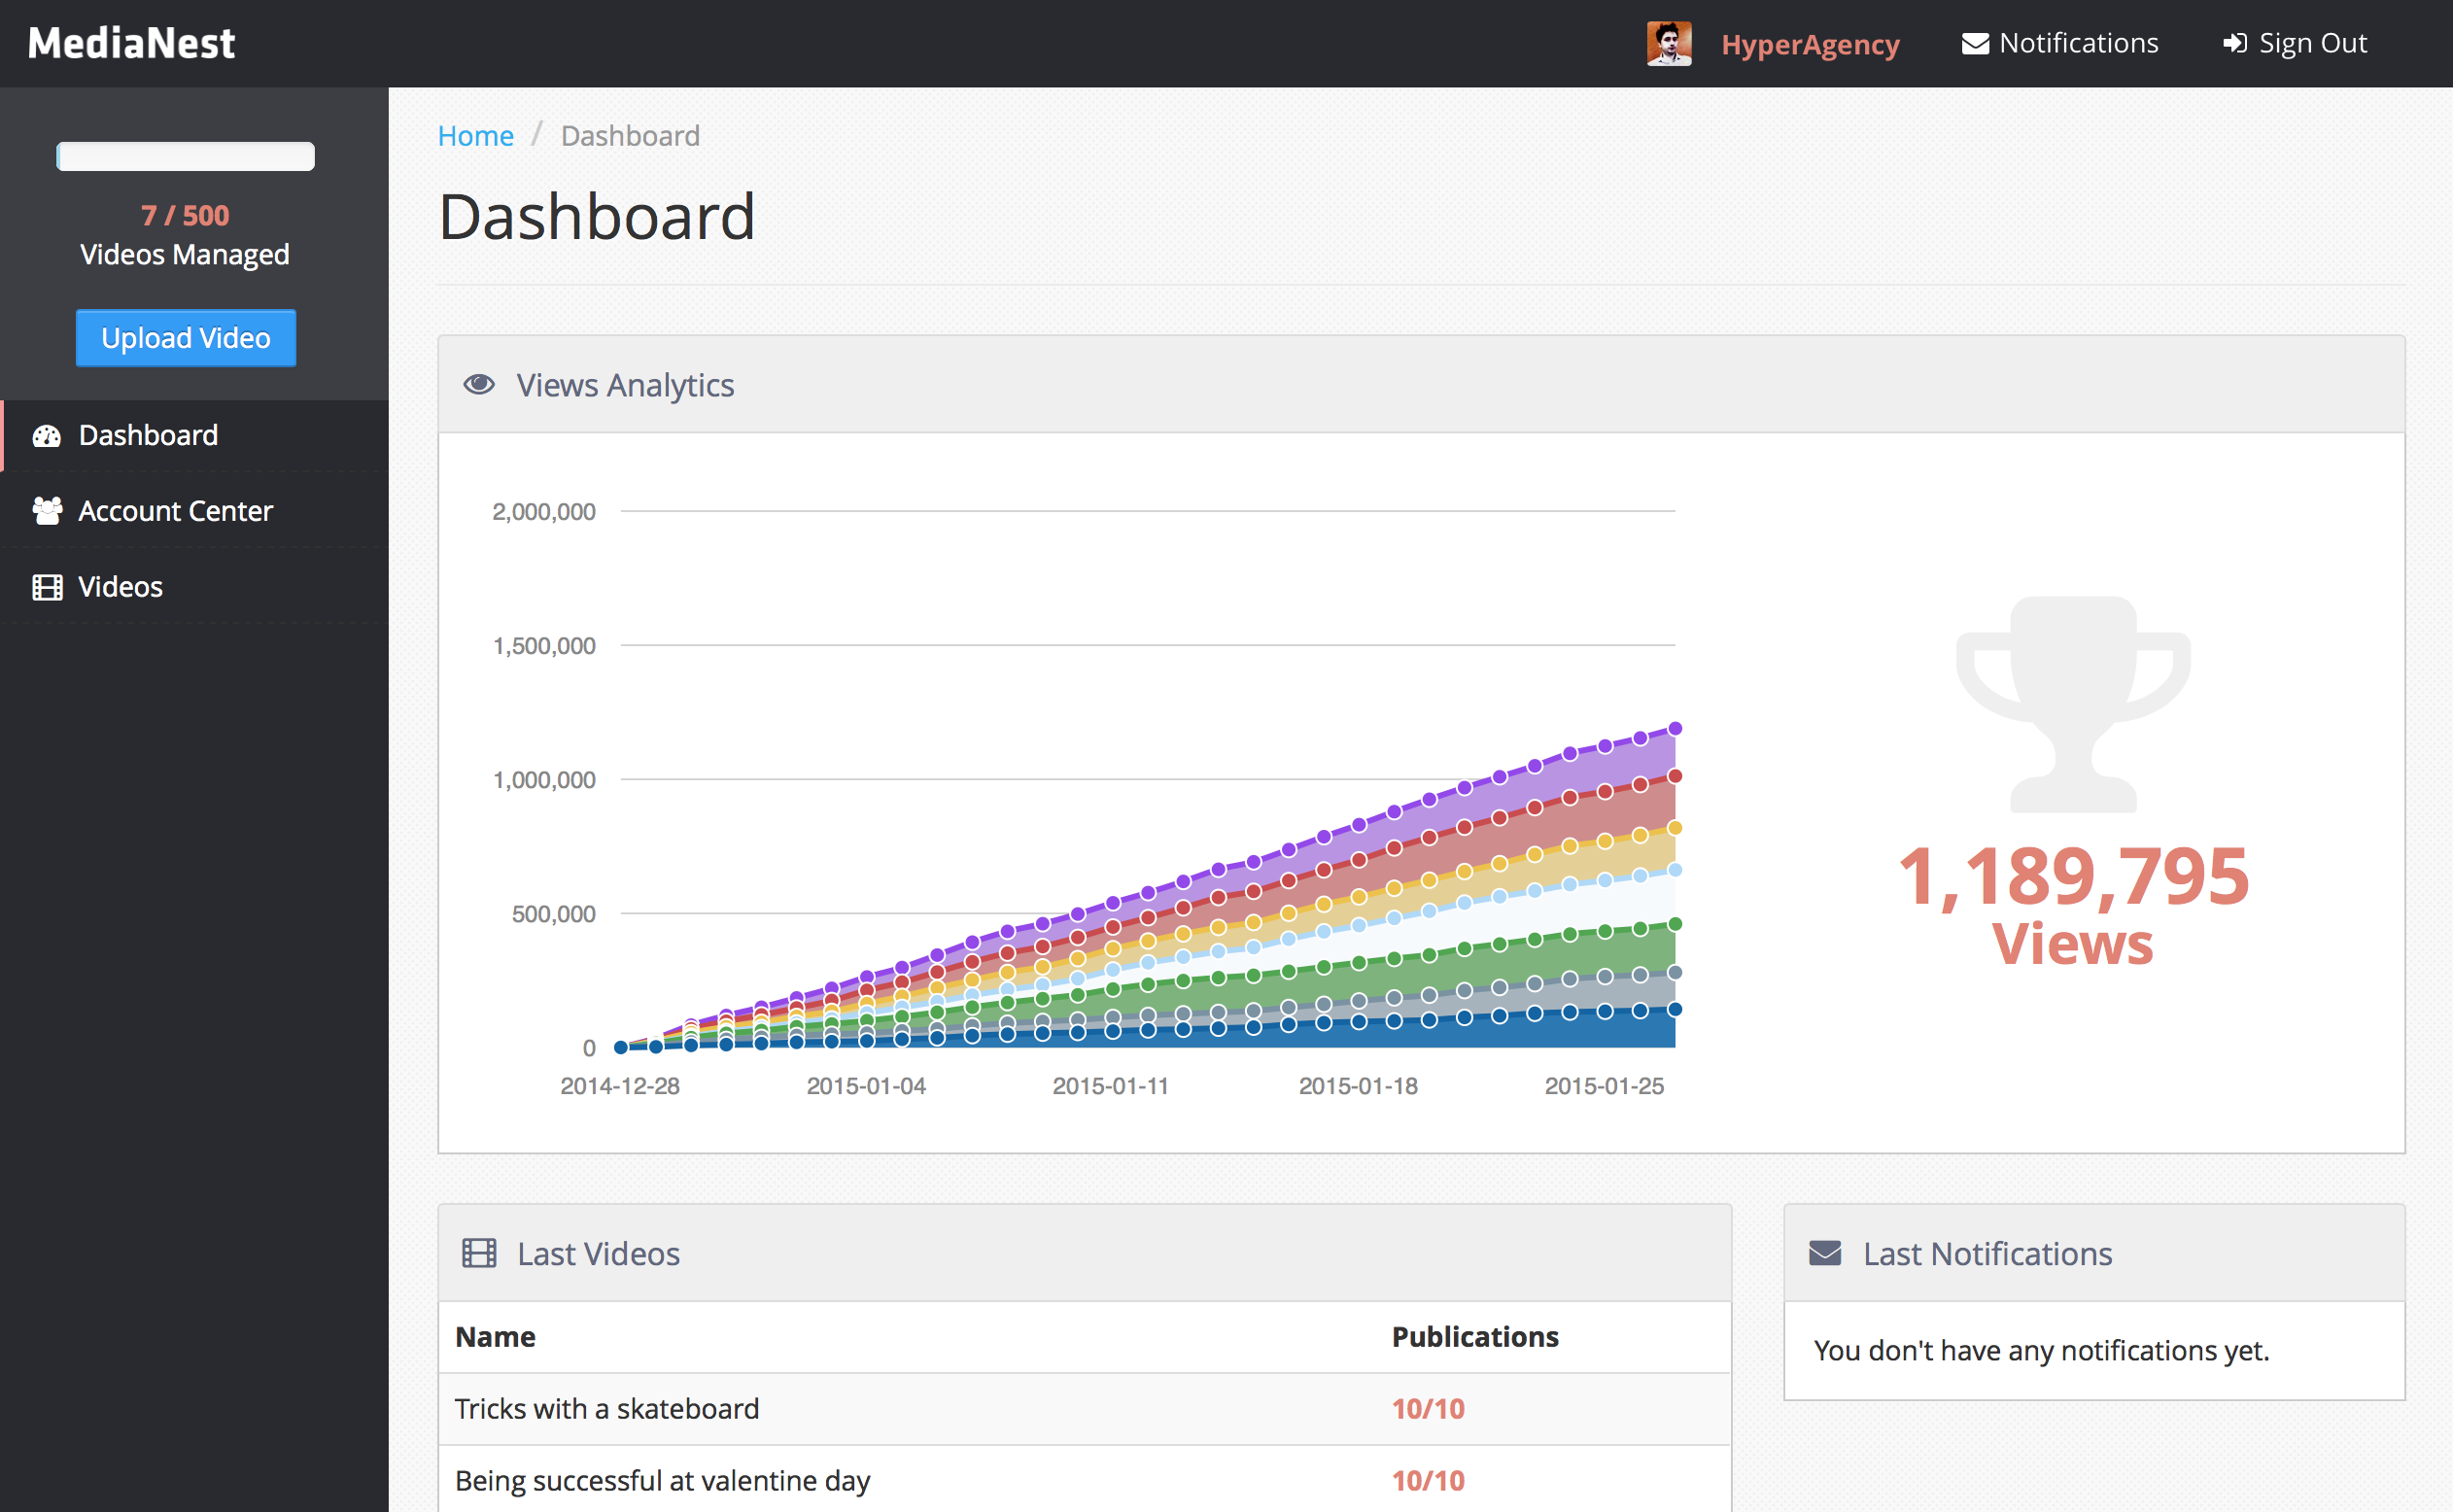 MediaNest
HyperAgency
Notifications
Sign Out
7 / 500
Videos Managed
Upload Video
Dashboard
Account Center
Videos
Home / Dashboard
Dashboard
Views Analytics
2,000,000
1,500,000
1,000,000
500,000
0
2014-12-28 2015-01-04 2015-01-11 2015-01-18 2015-01-25
1,189,795
Views
Last Videos
Name Publications
Tricks with a skateboard 10/10
Being successful at valentine day 10/10
Last Notifications
You don't have any notifications yet.